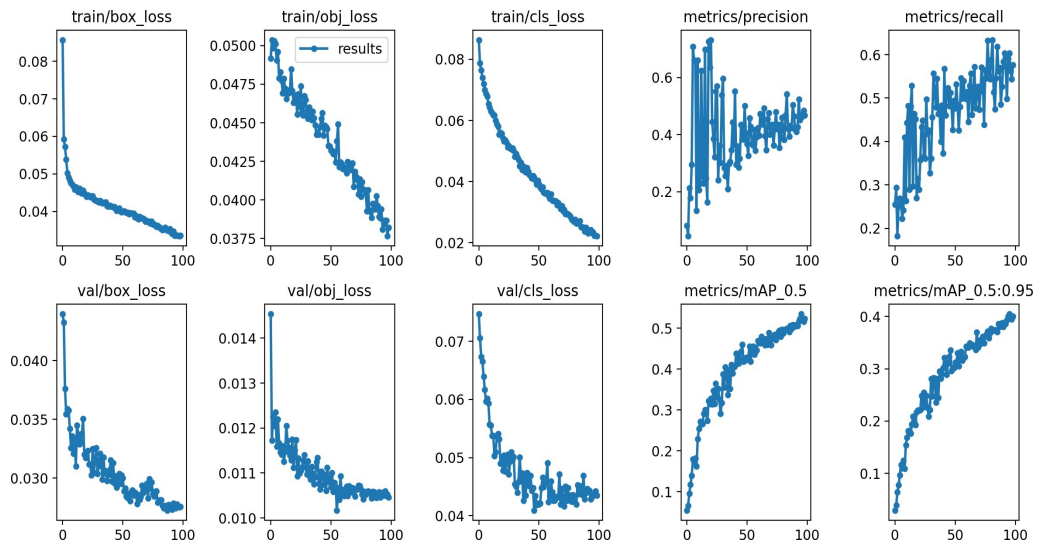 train/box_loss
train/obj_loss
train/cls_loss
metrics/precision
metrics/recall
0.08
0.07
0.06
0.05
0.04
0 50 100
0.0500
0.0475
0.0450
0.0425
0.0400
0.0375
results
0 50 100
0.08
0.06
0.04
0.02
0 50 100
0.6
0.4
0.2
0 50 100
0.6
0.5
0.4
0.3
0.2
0 50 100
val/box_loss
val/obj_loss
val/cls_loss
metrics/mAP_0.5
metrics/mAP_0.5:0.95
0.040
0.035
0.030
0 50 100
0.014
0.013
0.012
0.011
0.010
0 50 100
0.07
0.06
0.05
0.04
0 50 100
0.5
0.4
0.3
0.2
0.1
0 50 100
0.4
0.3
0.2
0.1
0 50 100